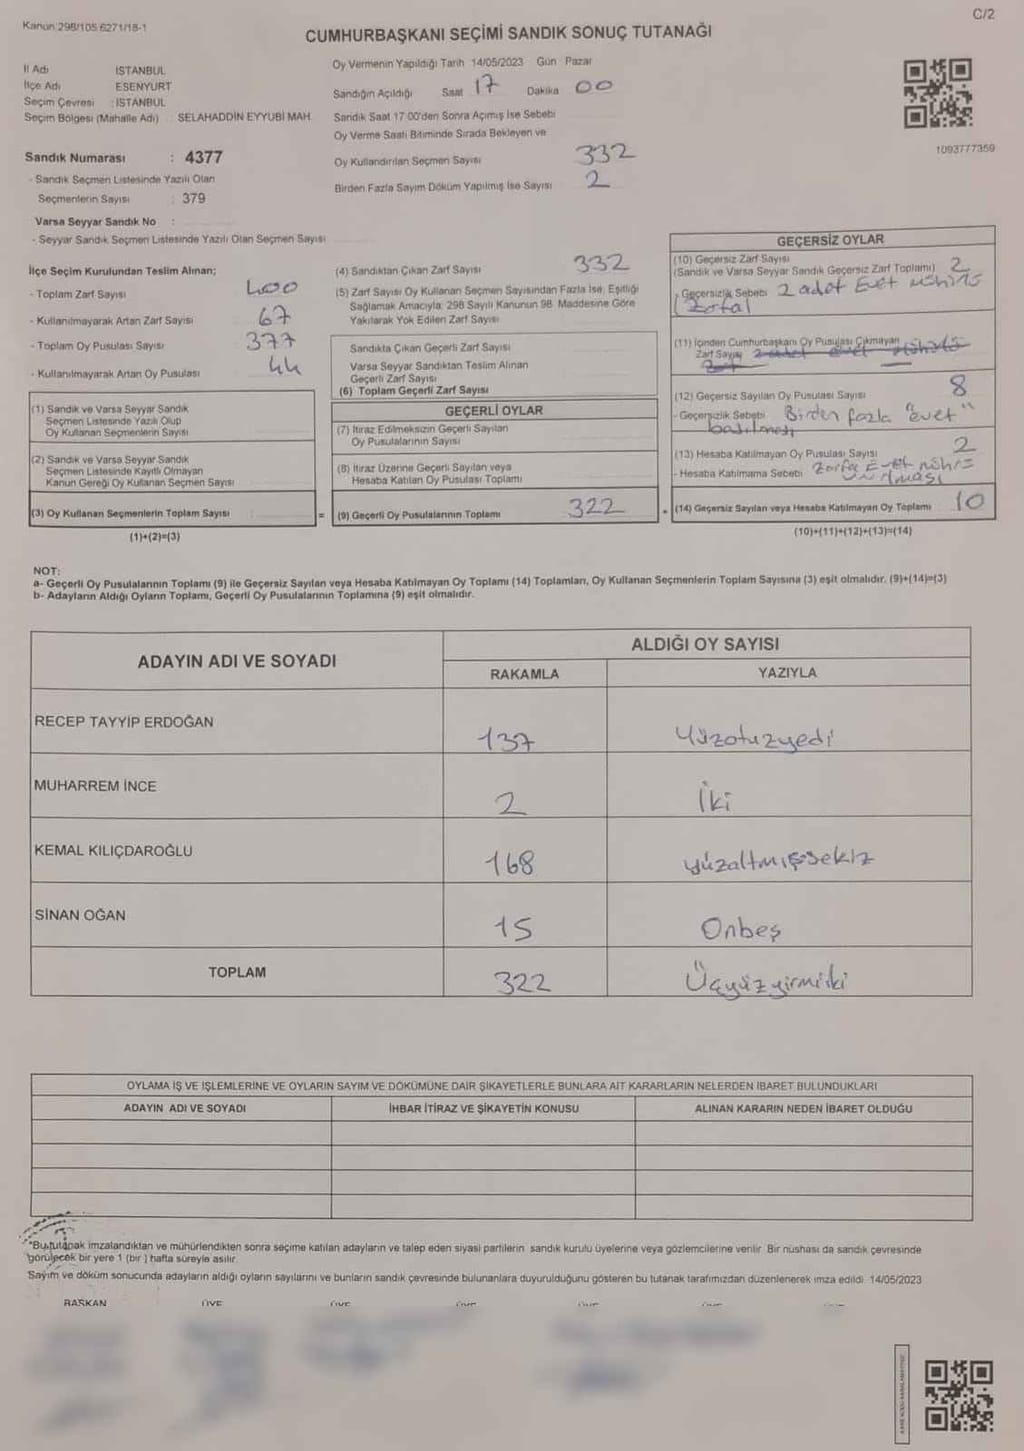 C/2
Kanun:298/105,6271/18-1
CUMHURBAŞKANI SEÇİMİ SANDIK SONUÇ TUTANAĞI
İl Adı : İSTANBUL
İlçe Adı : ESENYURT
Seçim Çevresi : İSTANBUL
Seçim Bölgesi (Mahalle Adı) : SELAHADDİN EYYUBİ MAH.
Sandık Numarası : 4377
- Sandık Seçmen Listesinde Yazılı Olan
Seçmenlerin Sayısı : 379
Varsa Seyyar Sandık No :
- Seyyar Sandık Seçmen Listesinde Yazılı Olan Seçmen Sayısı
Oy Vermenin Yapıldığı Tarih 14/05/2023 Gün Pazar
Sandığın Açıldığı Saat 17 Dakika 00
Sandık Saat 17.00'den Sonra Açılmış İse Sebebi
Oy Verme Saati Bitiminde Sırada Bekleyen ve
Oy Kullandırılan Seçmen Sayısı 332
Birden Fazla Sayım Döküm Yapılmış İse Sayısı 2
1093777359
İlçe Seçim Kurulundan Teslim Alınan;
- Toplam Zarf Sayısı 400
- Kullanılmayarak Artan Zarf Sayısı 67
- Toplam Oy Pusulası Sayısı 377
- Kullanılmayarak Artan Oy Pusulası 44
(1) Sandık ve Varsa Seyyar Sandık
Seçmen Listesinde Yazılı Olup
Oy Kullanan Seçmenlerin Sayısı
(2) Sandık ve Varsa Seyyar Sandık
Seçmen Listesinde Kayıtlı Olmayan
Kanun Gereği Oy Kullanan Seçmen Sayısı
(3) Oy Kullanan Seçmenlerin Toplam Sayısı :
(1)+(2)=(3)
(4) Sandıktan Çıkan Zarf Sayısı 332
(5) Zarf Sayısı Oy Kullanan Seçmen Sayısından Fazla İse, Eşitliği
Sağlamak Amacıyla; 298 Sayılı Kanunun 98. Maddesine Göre
Yakılarak Yok Edilen Zarf Sayısı
Sandıkta Çıkan Geçerli Zarf Sayısı
Varsa Seyyar Sandıktan Teslim Alınan
Geçerli Zarf Sayısı
(6) Toplam Geçerli Zarf Sayısı
GEÇERLİ OYLAR
(7) İtiraz Edilmeksizin Geçerli Sayılan
Oy Pusulalarının Sayısı
(8) İtiraz Üzerine Geçerli Sayılan veya
Hesaba Katılan Oy Pusulası Toplamı
= (9) Geçerli Oy Pusulalarının Toplamı 322
GEÇERSİZ OYLAR
(10) Geçersiz Zarf Sayısı
(Sandık ve Varsa Seyyar Sandık Geçersiz Zarf Toplamı) 2
- Geçersizlik Sebebi 2 adet Evet mührü
(11) İçinden Cumhurbaşkanı Oy Pusulası Çıkmayan
Zarf Sayısı
(12) Geçersiz Sayılan Oy Pusulası Sayısı 8
- Geçersizlik Sebebi Birden fazla "evet"
basılması
(13) Hesaba Katılmayan Oy Pusulası Sayısı 2
- Hesaba Katılmama Sebebi Zarfa Evet mührü
(14) Geçersiz Sayılan veya Hesaba Katılmayan Oy Toplamı 10
(10)+(11)+(12)+(13)=(14)
NOT:
a- Geçerli Oy Pusulalarının Toplamı (9) ile Geçersiz Sayılan veya Hesaba Katılmayan Oy Toplamı (14) Toplamları, Oy Kullanan Seçmenlerin Toplam Sayısına (3) eşit olmalıdır. (9)+(14)=(3)
b- Adayların Aldığı Oyların Toplamı, Geçerli Oy Pusulalarının Toplamına (9) eşit olmalıdır.
ADAYIN ADI VE SOYADI ALDIĞI OY SAYISI
RAKAMLA YAZIYLA
RECEP TAYYİP ERDOĞAN 137 Yüzotuzyedi
MUHARREM İNCE 2 İki
KEMAL KILIÇDAROĞLU 168 yüzaltmışsekiz
SİNAN OĞAN 15 Onbeş
TOPLAM 322 Üçyüzyirmiiki
OYLAMA İŞ VE İŞLEMLERİNE VE OYLARIN SAYIM VE DÖKÜMÜNE DAİR ŞİKAYETLERLE BUNLARA AİT KARARLARIN NELERDEN İBARET BULUNDUKLARI
ADAYIN ADI VE SOYADI İHBAR İTİRAZ VE ŞİKAYETİN KONUSU ALINAN KARARIN NEDEN İBARET OLDUĞU
*Bu tutanak imzalandıktan ve mühürlendikten sonra seçime katılan adayların ve talep eden siyasi partilerin sandık kurulu üyelerine veya gözlemcilerine verilir. Bir nüshası da sandık çevresinde
görülecek bir yere 1 (bir ) hafta süreyle asılır.
Sayım ve döküm sonucunda adayların aldığı oyların sayılarını ve bunların sandık çevresinde bulunanlara duyurulduğunu gösteren bu tutanak tarafımızdan düzenlenerek imza edildi. 14/05/2023
BAŞKAN ÜYE ÜYE ÜYE ÜYE ÜYE